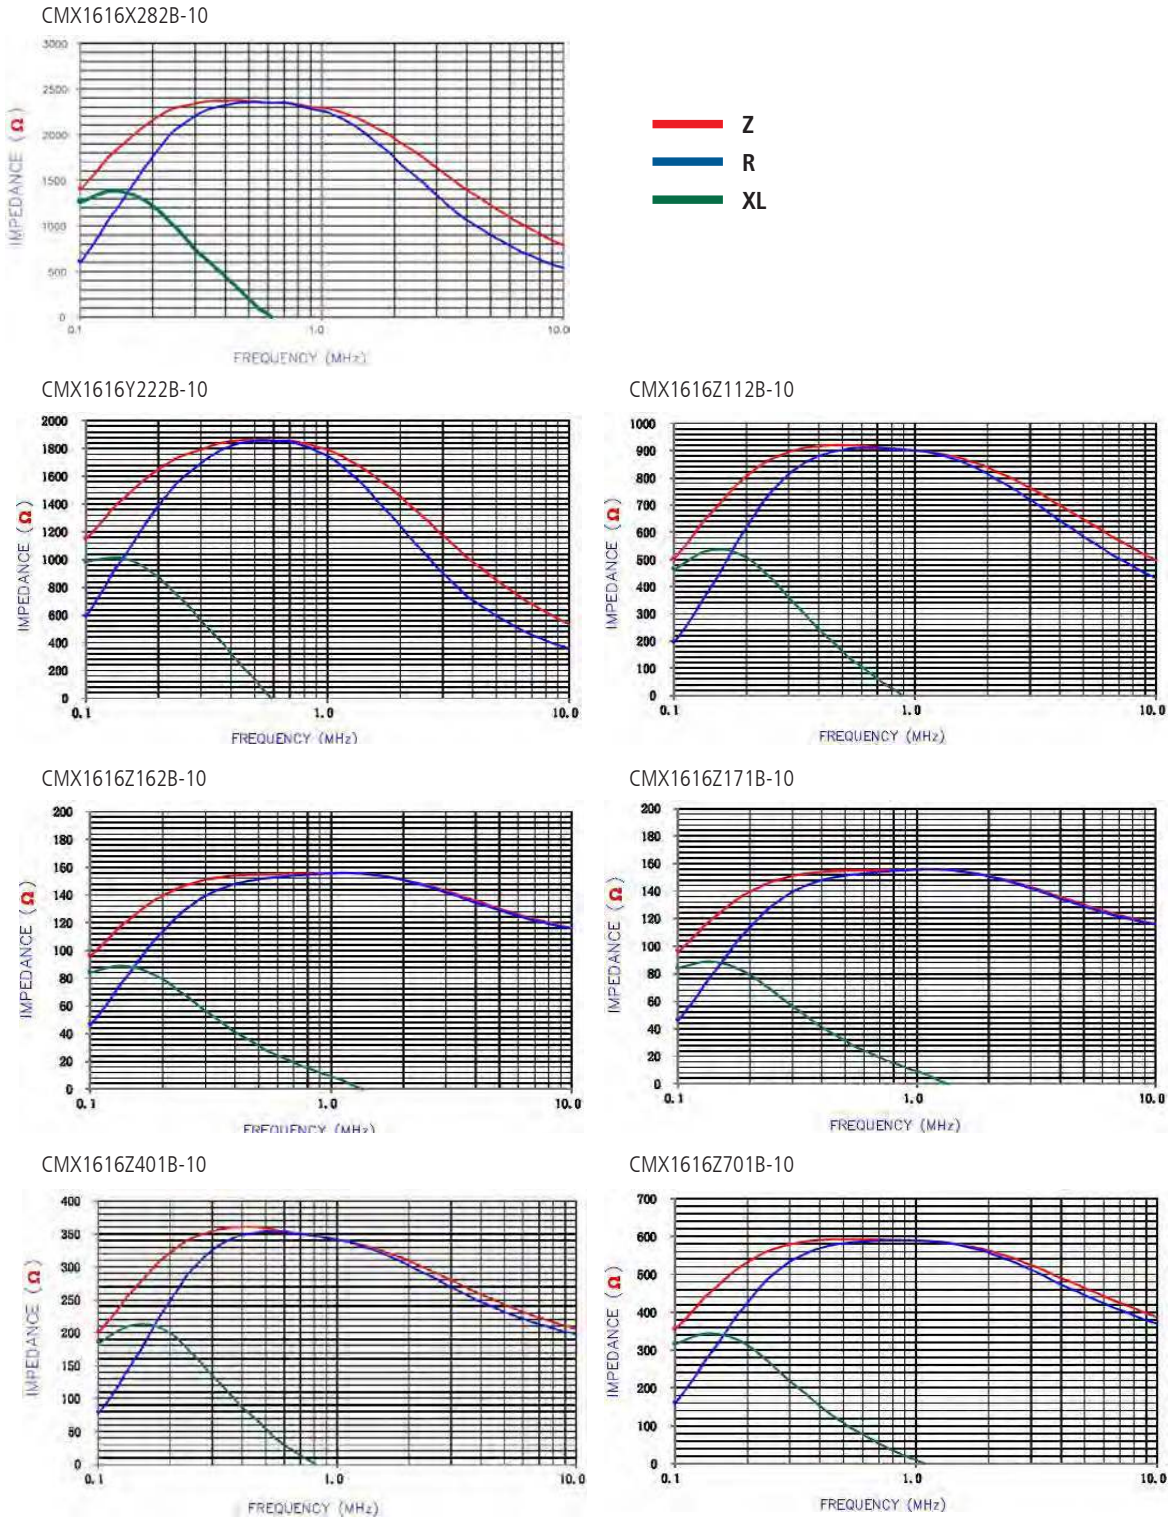 CMX1616X282B-10
3000
2500
2000
1500
1000
500
0
IMPEDANCE (Ω)
0.1 1.0 10.0
FREQUENCY (MHz)
Z
R
XL
CMX1616Y222B-10
2000
1800
1600
1400
1200
1000
800
600
400
200
0
IMPEDANCE (Ω)
0.1 1.0 10.0
FREQUENCY (MHz)
CMX1616Z112B-10
1000
900
800
700
600
500
400
300
200
100
0
IMPEDANCE (Ω)
0.1 1.0 10.0
FREQUENCY (MHz)
CMX1616Z162B-10
200
180
160
140
120
100
80
60
40
20
0
IMPEDANCE (Ω)
0.1 1.0 10.0
FREQUENCY (MHz)
CMX1616Z171B-10
200
180
160
140
120
100
80
60
40
20
0
IMPEDANCE (Ω)
0.1 1.0 10.0
FREQUENCY (MHz)
CMX1616Z401B-10
400
350
300
250
200
150
100
50
0
IMPEDANCE (Ω)
0.1 1.0 10.0
FREQUENCY (MHz)
CMX1616Z701B-10
700
600
500
400
300
200
100
0
IMPEDANCE (Ω)
0.1 1.0 10.0
FREQUENCY (MHz)